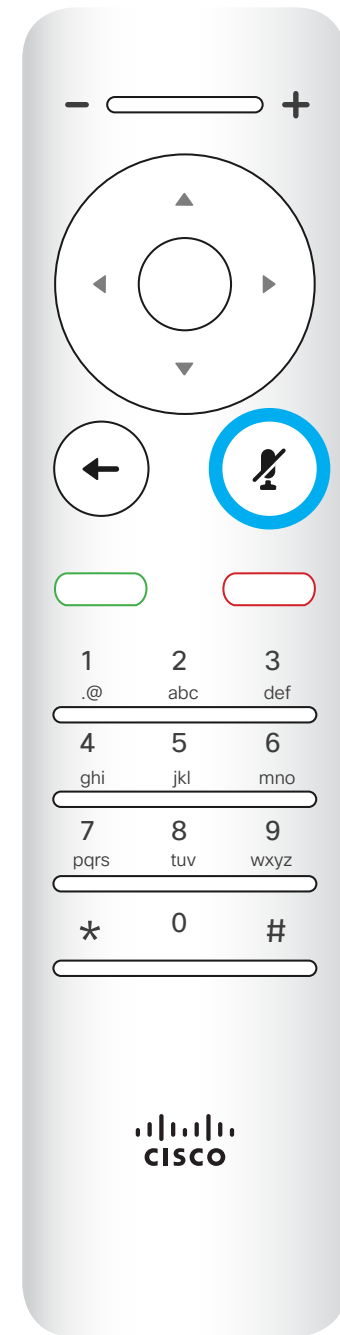 - +
1 2 3
.@ abc def
4 5 6
ghi jkl mno
7 8 9
pqrs tuv wxyz
* 0 #
CISCO